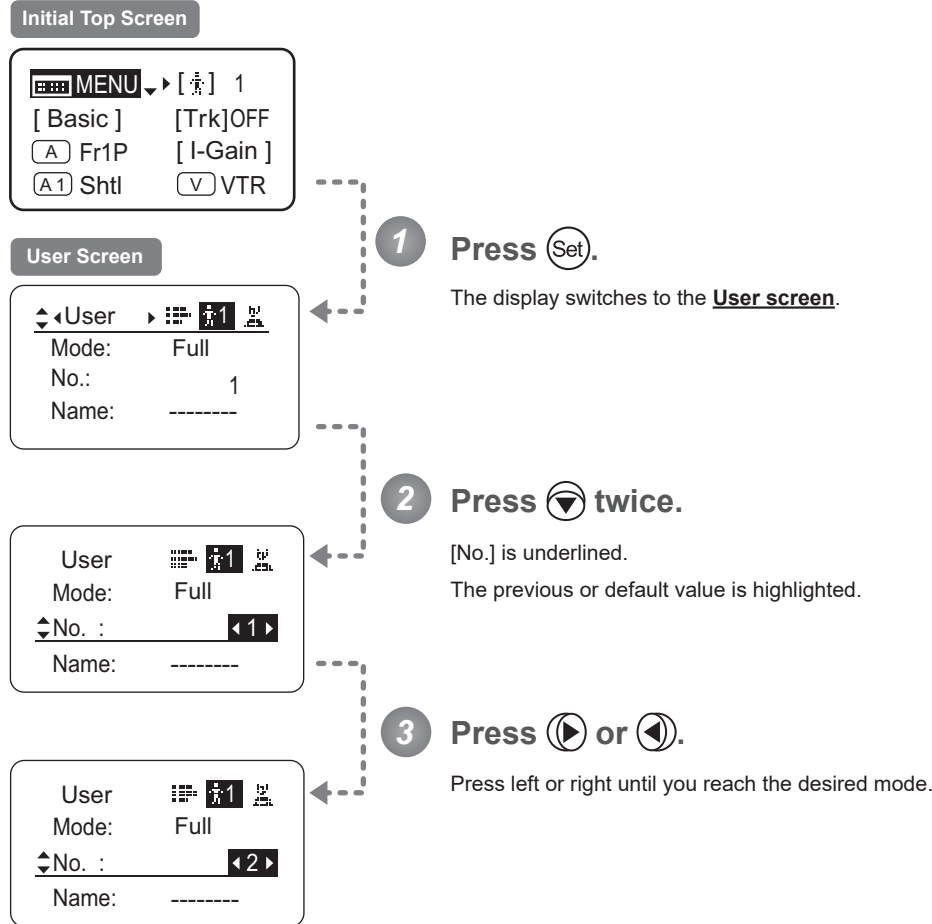 Initial Top Screen
MENU [ ] 1
[ Basic ] [Trk]OFF
A Fr1P [ I-Gain ]
A1 Shtl V VTR
1 Press Set.
The display switches to the User screen.
User Screen
User 1
Mode: Full
No.: 1
Name: --------
2 Press twice.
[No.] is underlined.
The previous or default value is highlighted.
User 1
Mode: Full
No. : 1
Name: --------
3 Press or .
Press left or right until you reach the desired mode.
User 1
Mode: Full
No. : 2
Name: --------